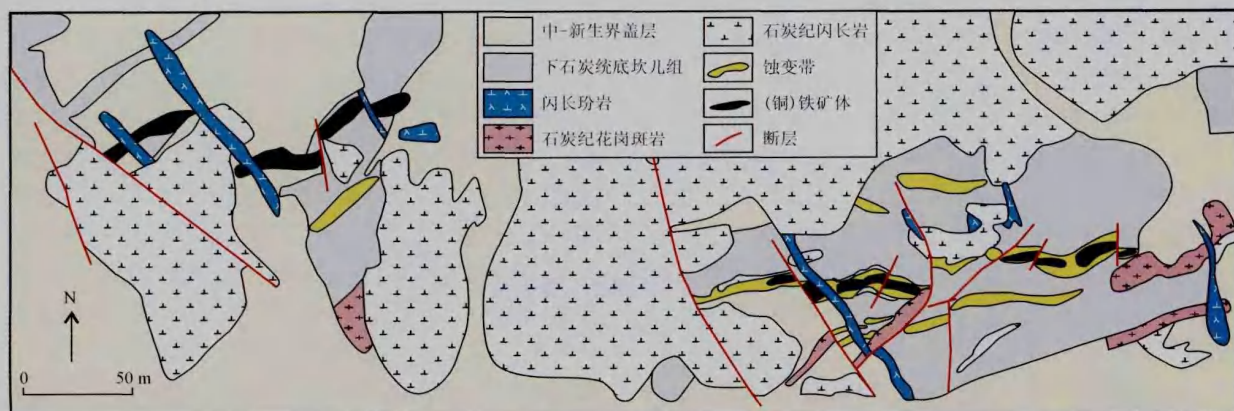 中-新生界盖层
下石炭统底坎儿组
闪长玢岩
石炭纪花岗斑岩
石炭纪闪长岩
蚀变带
(铜)铁矿体
断层
N
0 50 m